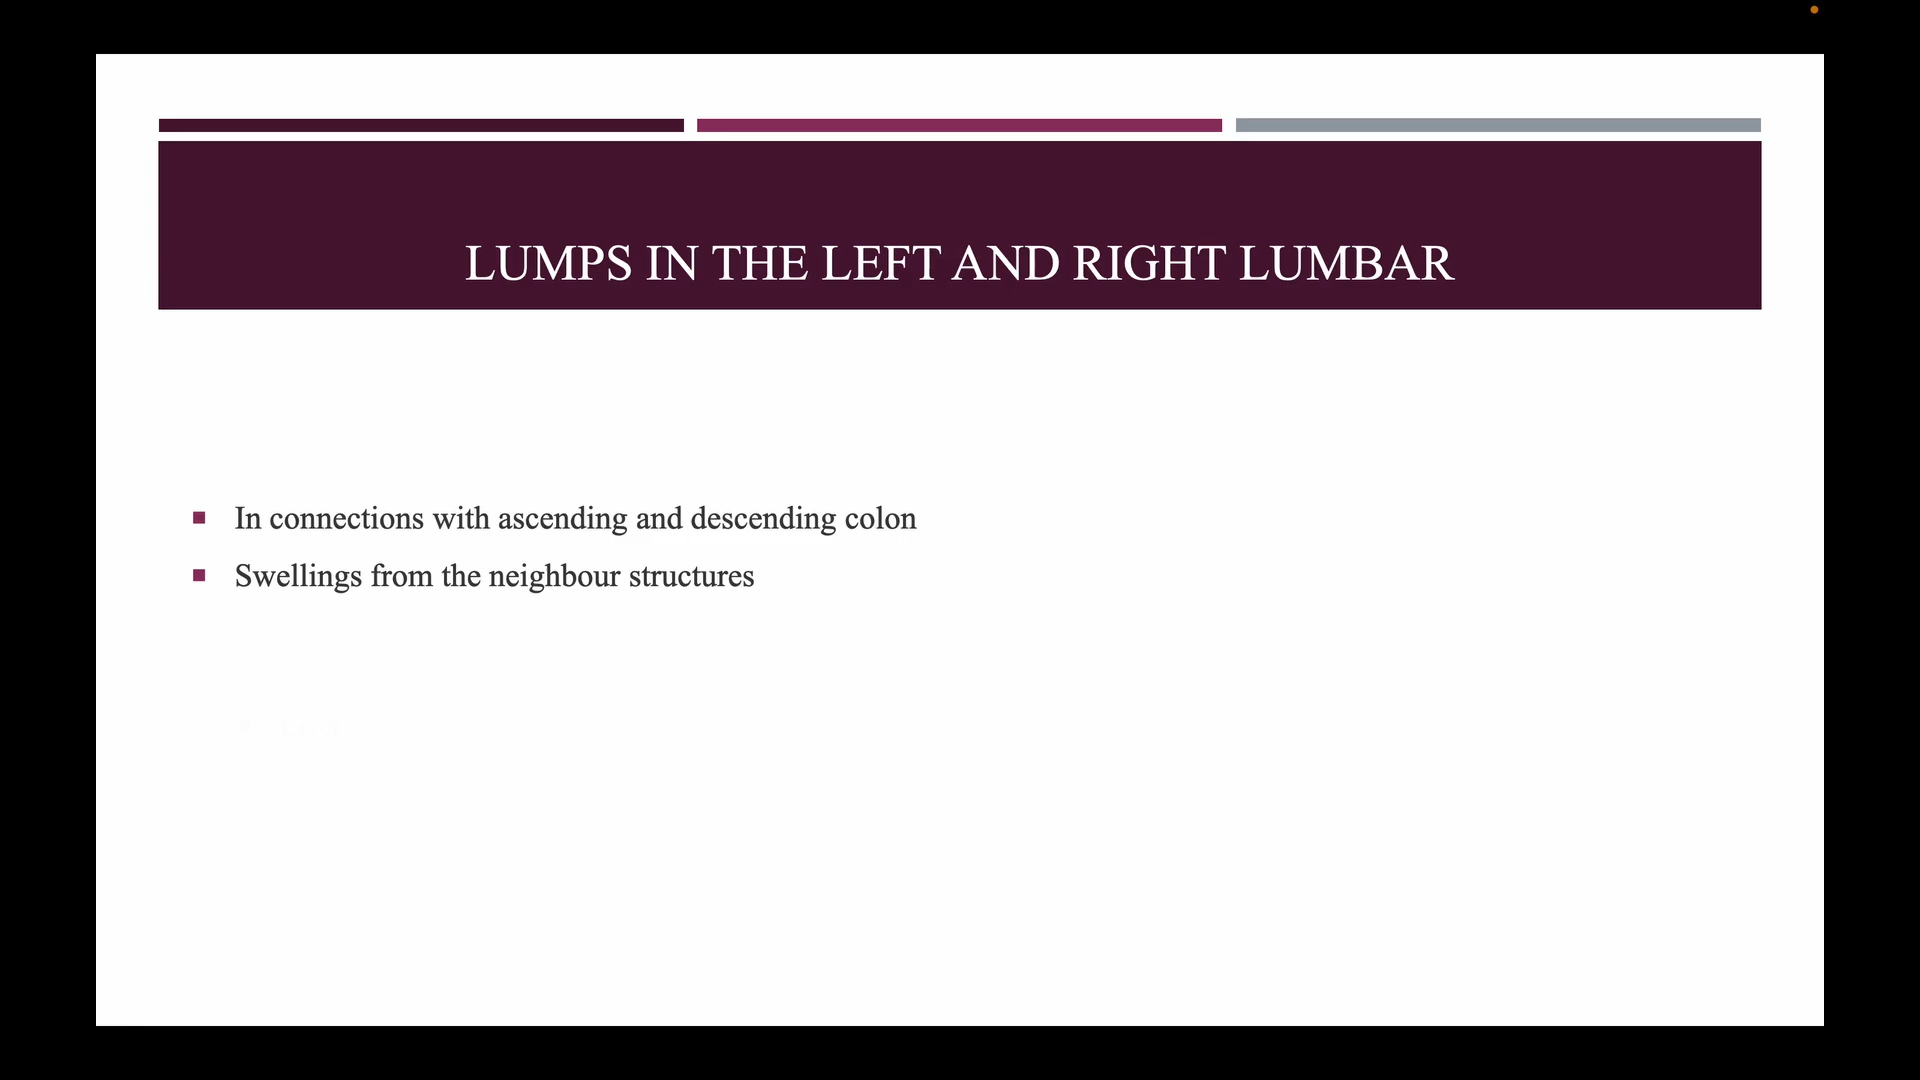 LUMPS IN THE LEFT AND RIGHT LUMBAR
In connections with ascending and descending colon
Swellings from the neighbour structures